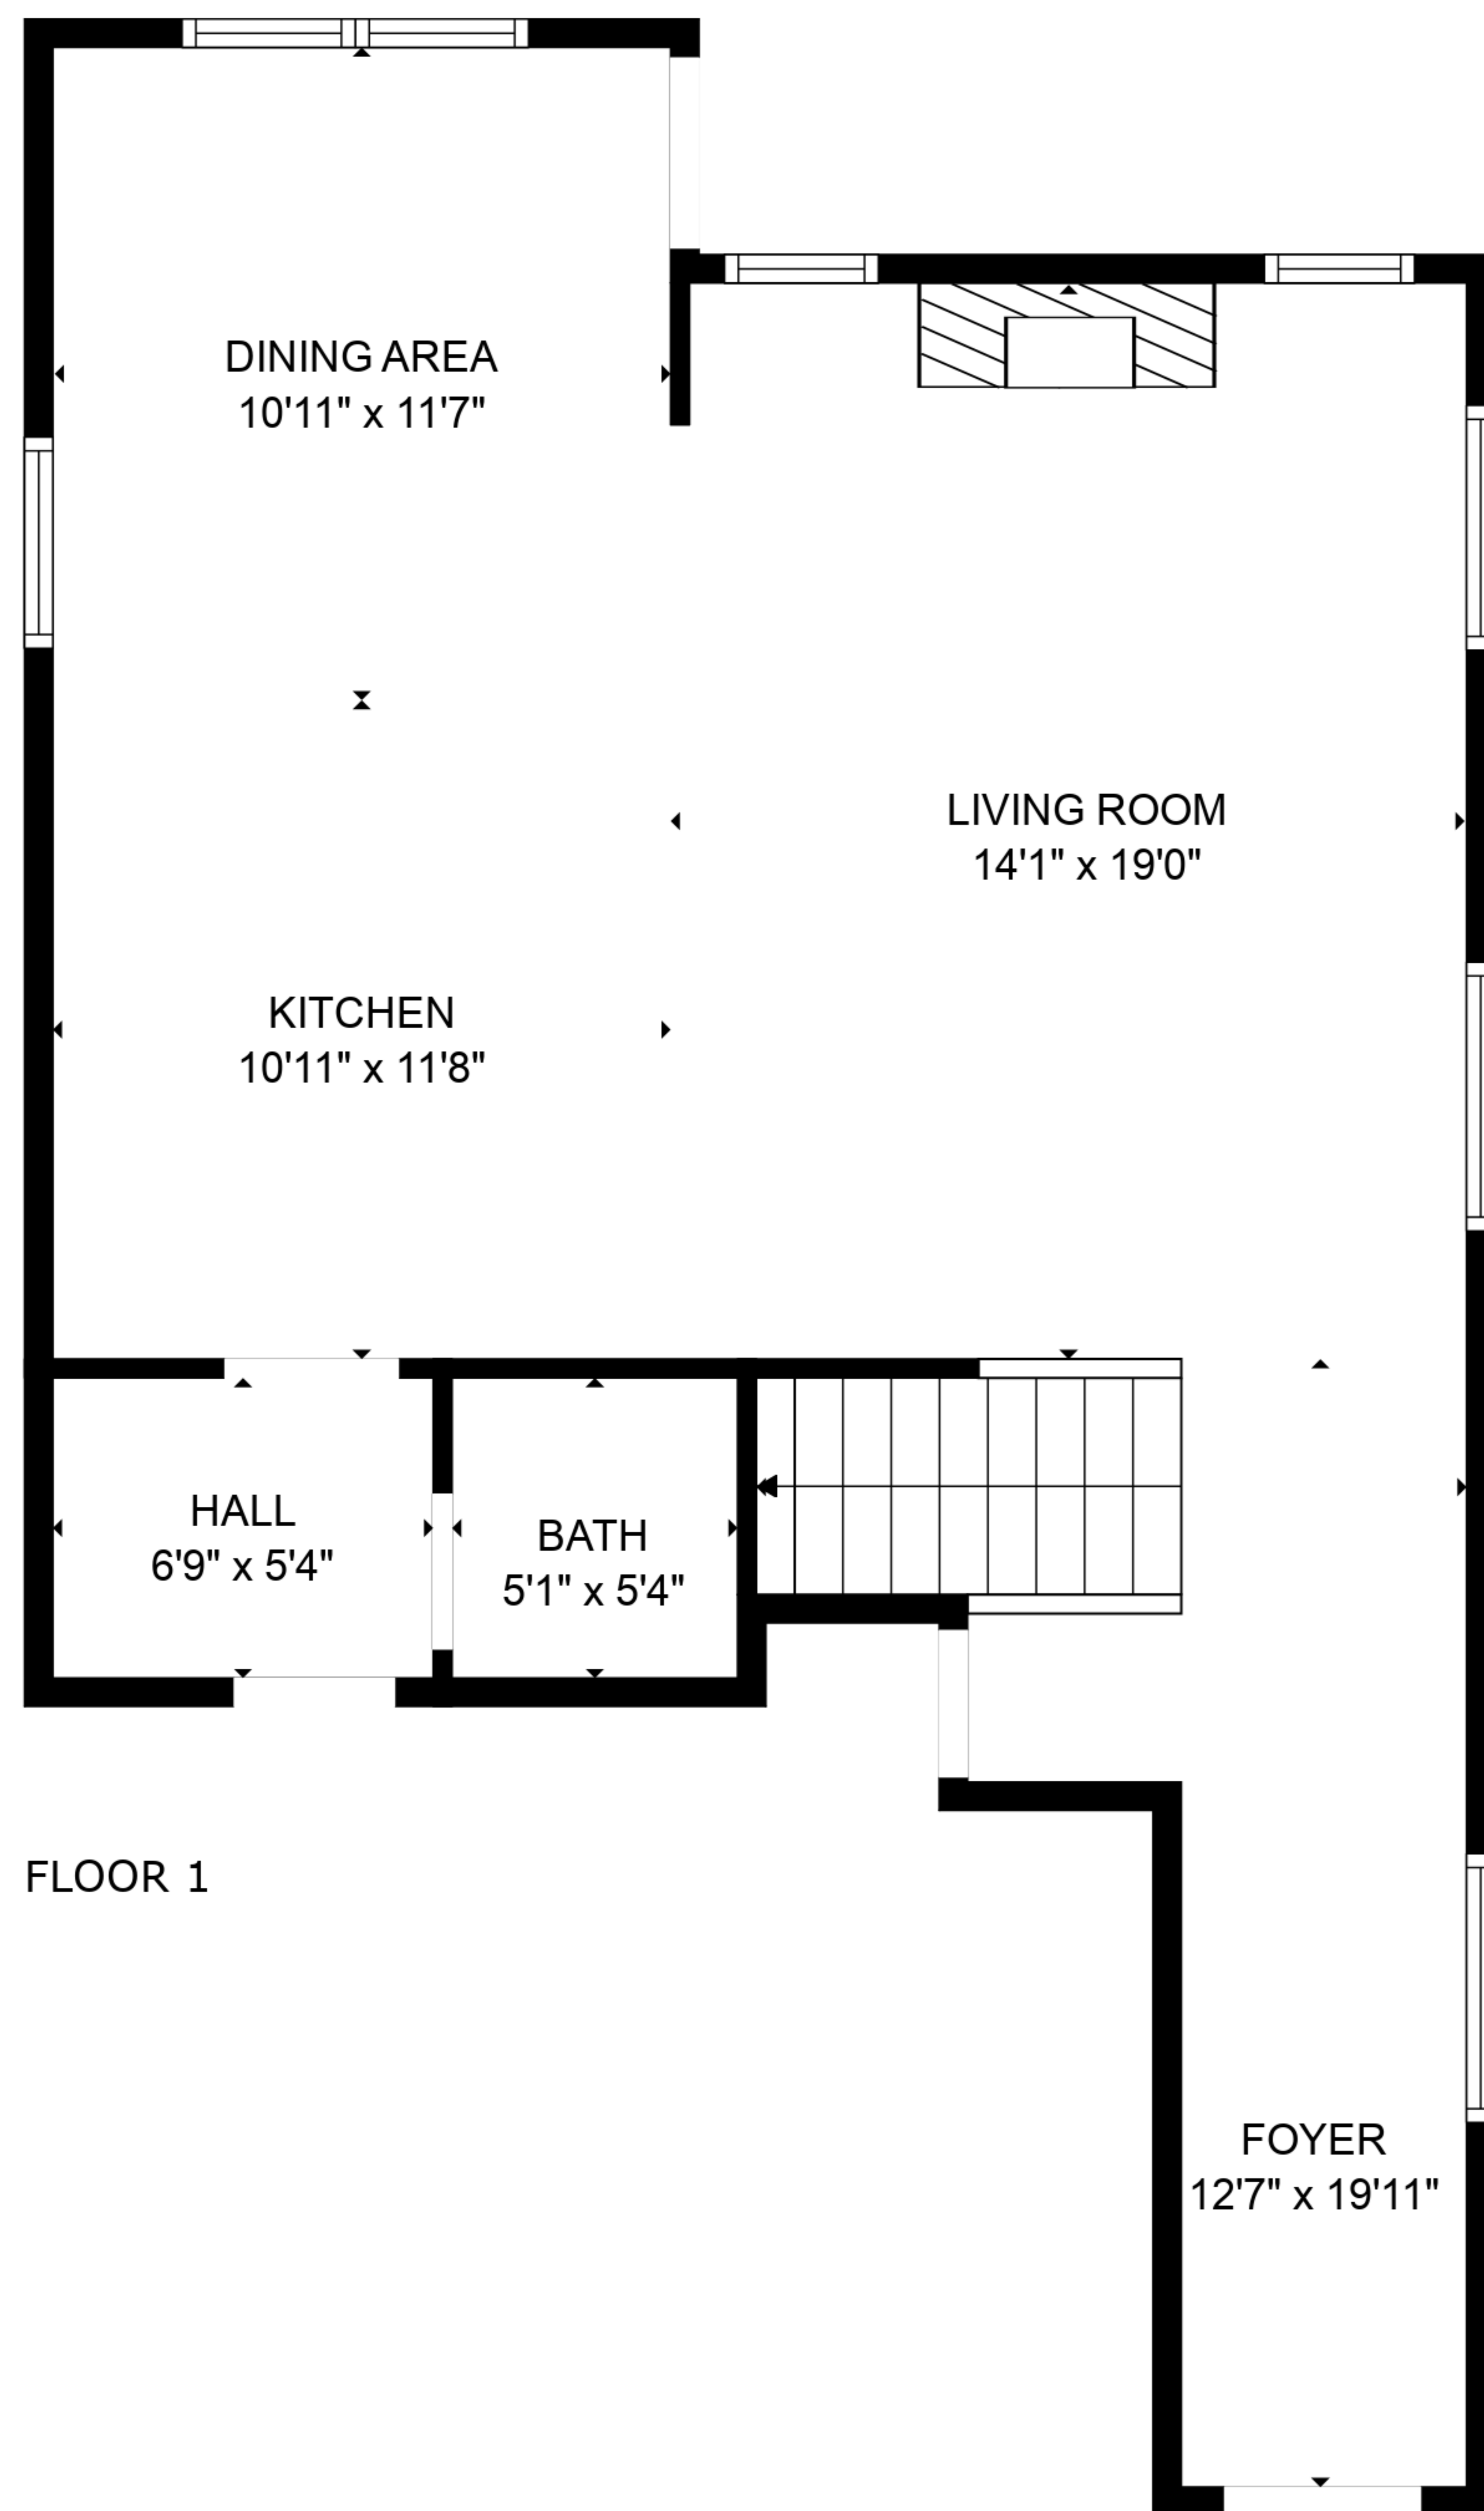 DINING AREA
10'11" x 11'7"
LIVING ROOM
14'1" x 19'0"
KITCHEN
10'11" x 11'8"
HALL
6'9" x 5'4"
BATH
5'1" x 5'4"
FLOOR 1
FOYER
12'7" x 19'11"